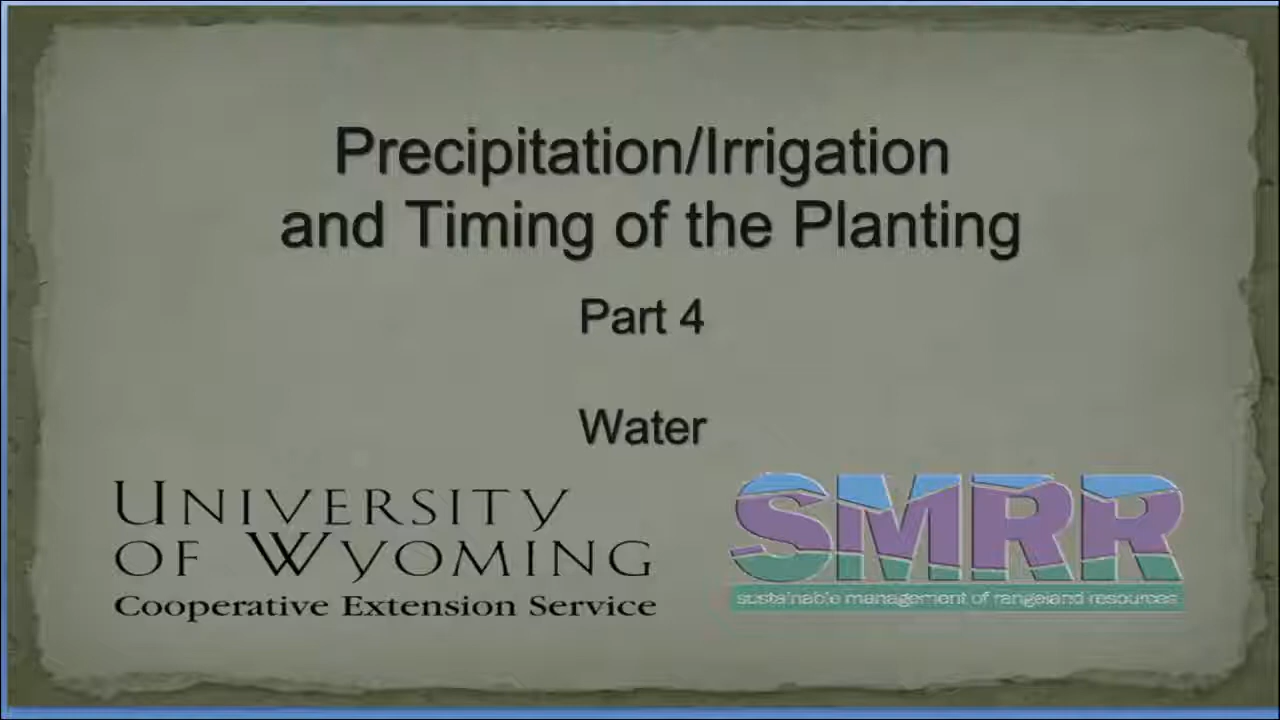 Precipitation/Irrigation
and Timing of the Planting
Part 4
Water
UNIVERSITY
OF WYOMING
Cooperative Extension Service
SMRR
sustainable management of rangeland resources